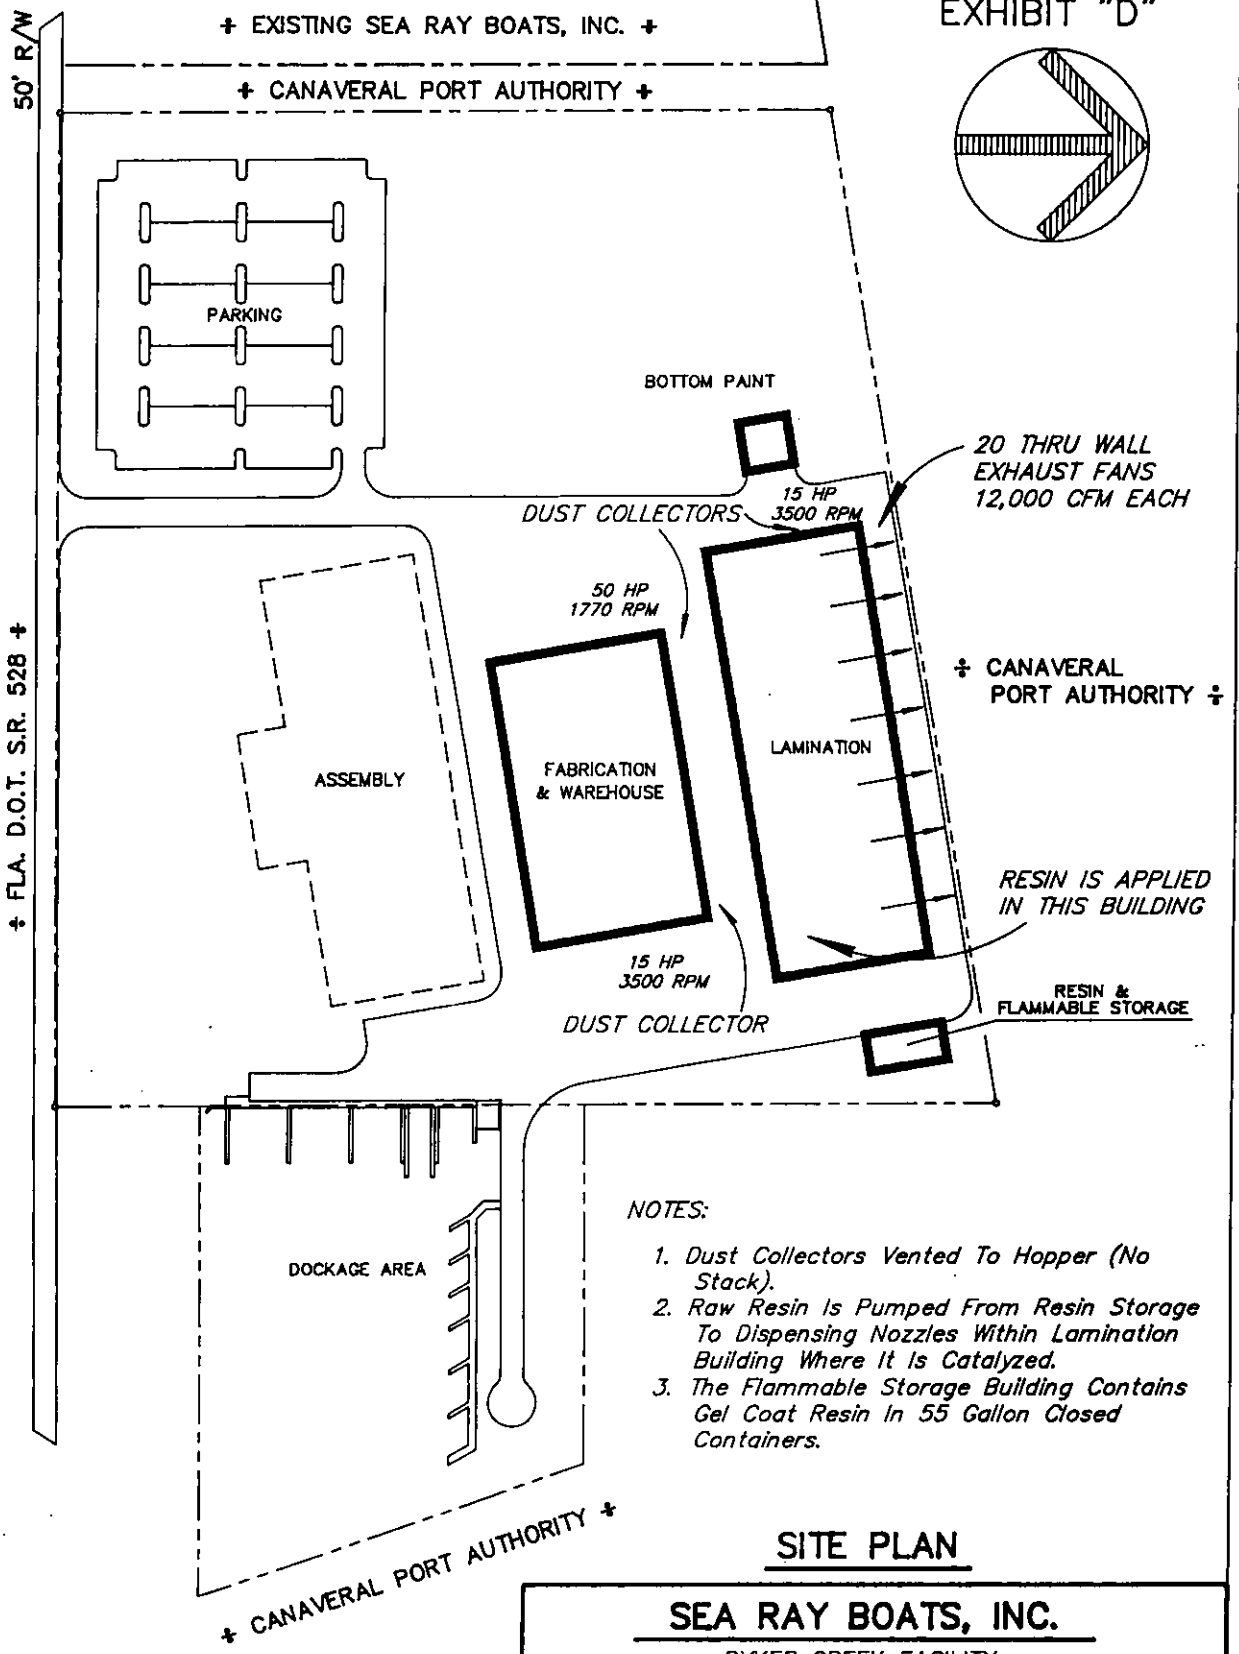 EXHIBIT "D"
50' R/W
+ EXISTING SEA RAY BOATS, INC. +
+ CANAVERAL PORT AUTHORITY +
PARKING
BOTTOM PAINT
20 THRU WALL
EXHAUST FANS
12,000 CFM EACH
15 HP
3500 RPM
DUST COLLECTORS
50 HP
1770 RPM
+ FLA. D.O.T. S.R. 528 +
+ CANAVERAL
PORT AUTHORITY +
ASSEMBLY
FABRICATION
& WAREHOUSE
LAMINATION
RESIN IS APPLIED
IN THIS BUILDING
15 HP
3500 RPM
DUST COLLECTOR
RESIN &
FLAMMABLE STORAGE
DOCKAGE AREA
NOTES:
1. Dust Collectors Vented To Hopper (No
Stack).
2. Raw Resin Is Pumped From Resin Storage
To Dispensing Nozzles Within Lamination
Building Where It Is Catalyzed.
3. The Flammable Storage Building Contains
Gel Coat Resin In 55 Gallon Closed
Containers.
+ CANAVERAL PORT AUTHORITY +
SITE PLAN
SEA RAY BOATS, INC.
CREEK FACILITY